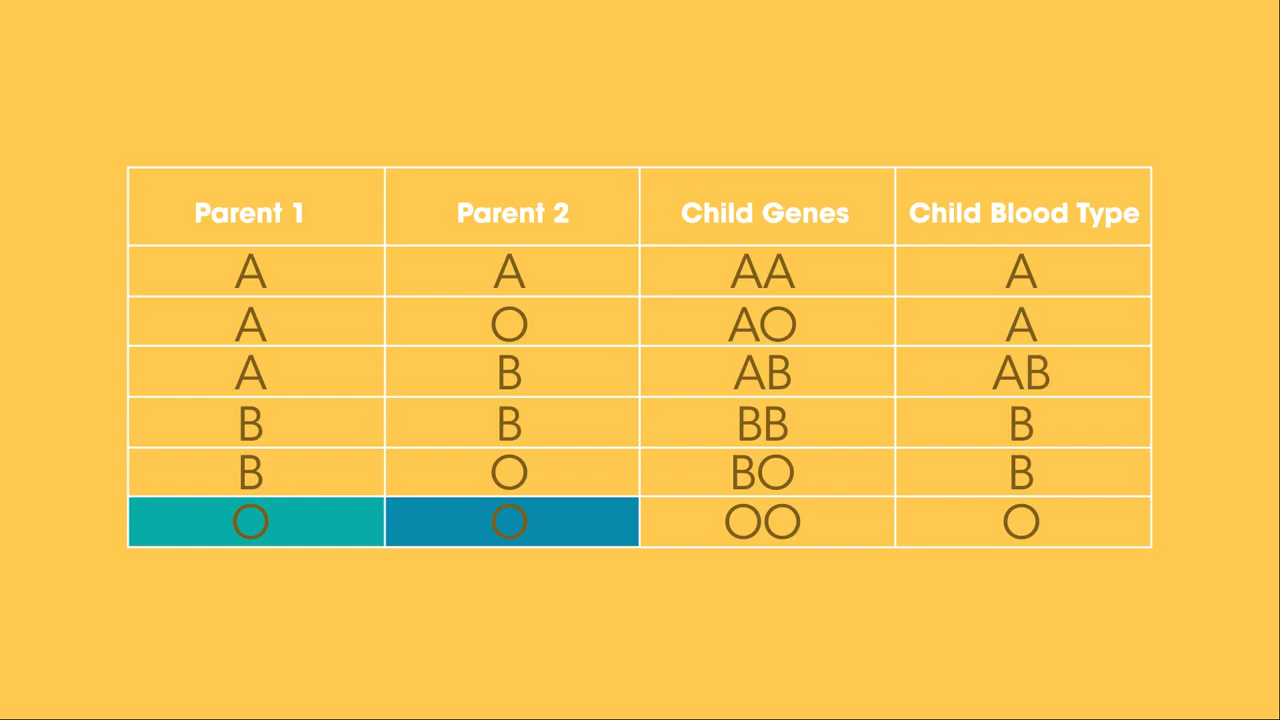 Parent 1 Parent 2 Child Genes Child Blood Type
A A AA A
A O AO A
A B AB AB
B B BB B
B O BO B
O O OO O